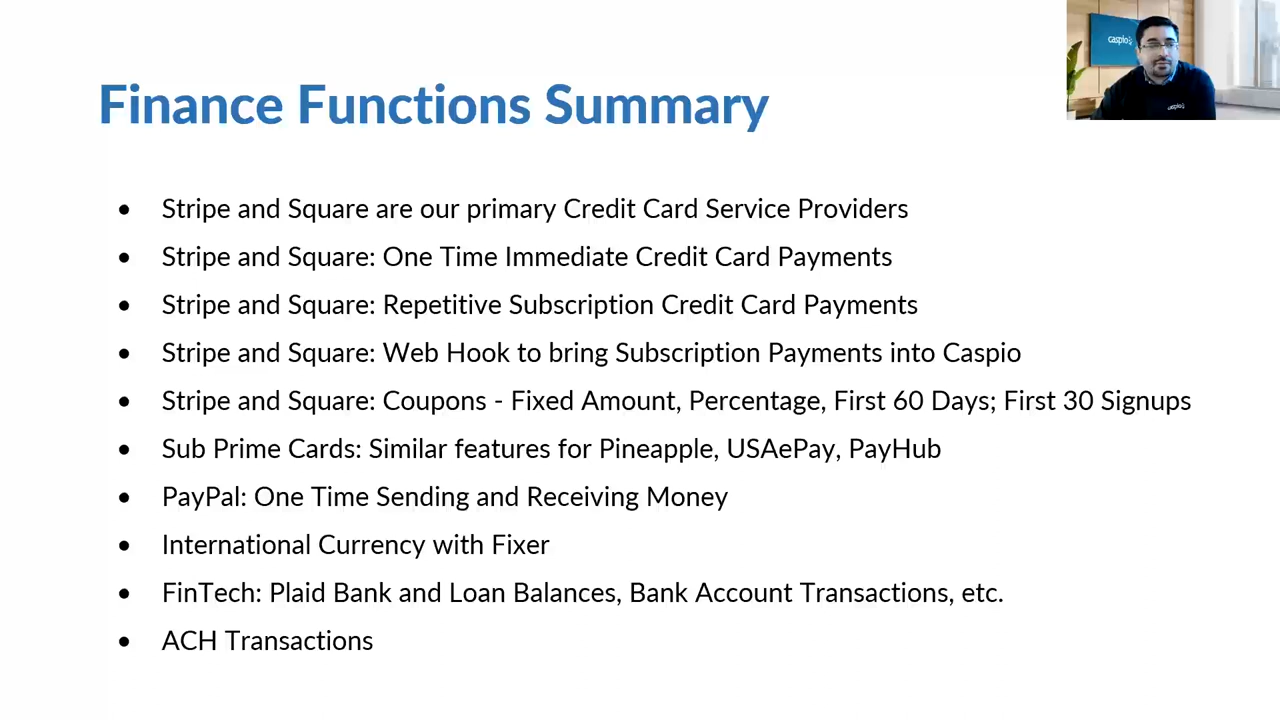 caspio
caspio
Finance Functions Summary
• Stripe and Square are our primary Credit Card Service Providers
• Stripe and Square: One Time Immediate Credit Card Payments
• Stripe and Square: Repetitive Subscription Credit Card Payments
• Stripe and Square: Web Hook to bring Subscription Payments into Caspio
• Stripe and Square: Coupons - Fixed Amount, Percentage, First 60 Days; First 30 Signups
• Sub Prime Cards: Similar features for Pineapple, USAePay, PayHub
• PayPal: One Time Sending and Receiving Money
• International Currency with Fixer
• FinTech: Plaid Bank and Loan Balances, Bank Account Transactions, etc.
• ACH Transactions